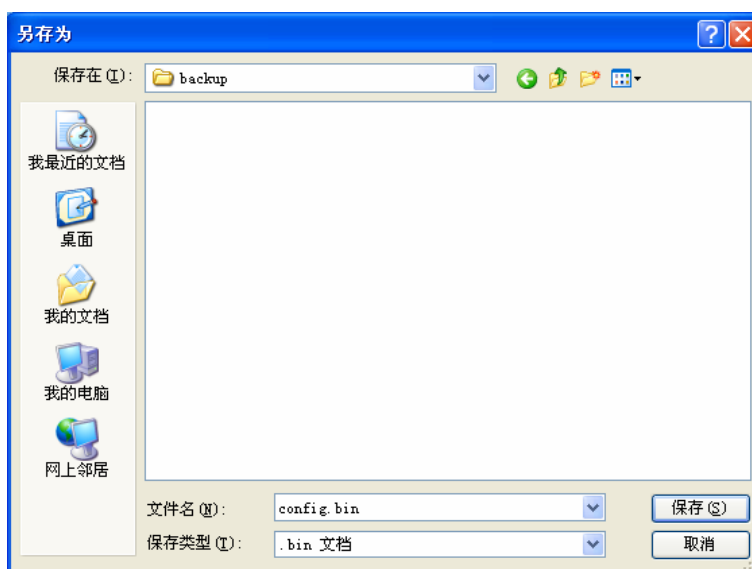 另存为
保存在(I):
backup
我最近的文档
桌面
我的文档
我的电脑
网上邻居
文件名(N):
config.bin
保存(S)
保存类型(T):
.bin 文档
取消